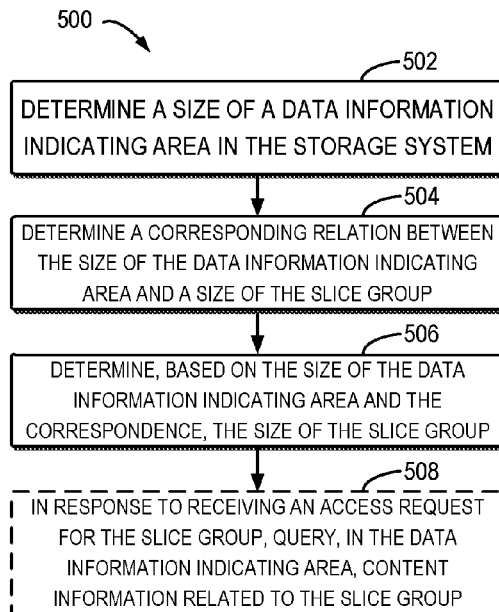 500
502
DETERMINE A SIZE OF A DATA INFORMATION
INDICATING AREA IN THE STORAGE SYSTEM
504
DETERMINE A CORRESPONDING RELATION BETWEEN
THE SIZE OF THE DATA INFORMATION INDICATING
AREA AND A SIZE OF THE SLICE GROUP
506
DETERMINE, BASED ON THE SIZE OF THE DATA
INFORMATION INDICATING AREA AND THE
CORRESPONDENCE, THE SIZE OF THE SLICE GROUP
508
IN RESPONSE TO RECEIVING AN ACCESS REQUEST
FOR THE SLICE GROUP, QUERY, IN THE DATA
INFORMATION INDICATING AREA, CONTENT
INFORMATION RELATED TO THE SLICE GROUP